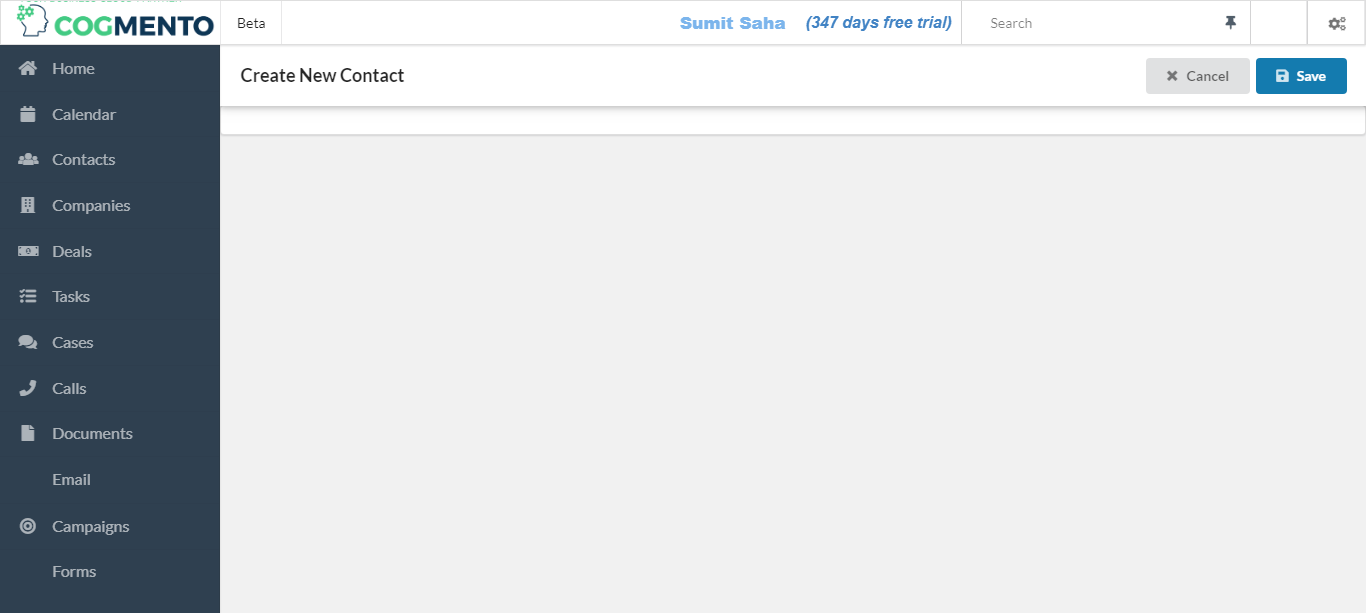 COGMENTO
Beta
Sumit Saha
(347 days free trial)
Search
Create New Contact
Cancel
Save
Home
Calendar
Contacts
Companies
Deals
Tasks
Cases
Calls
Documents
Email
Campaigns
Forms